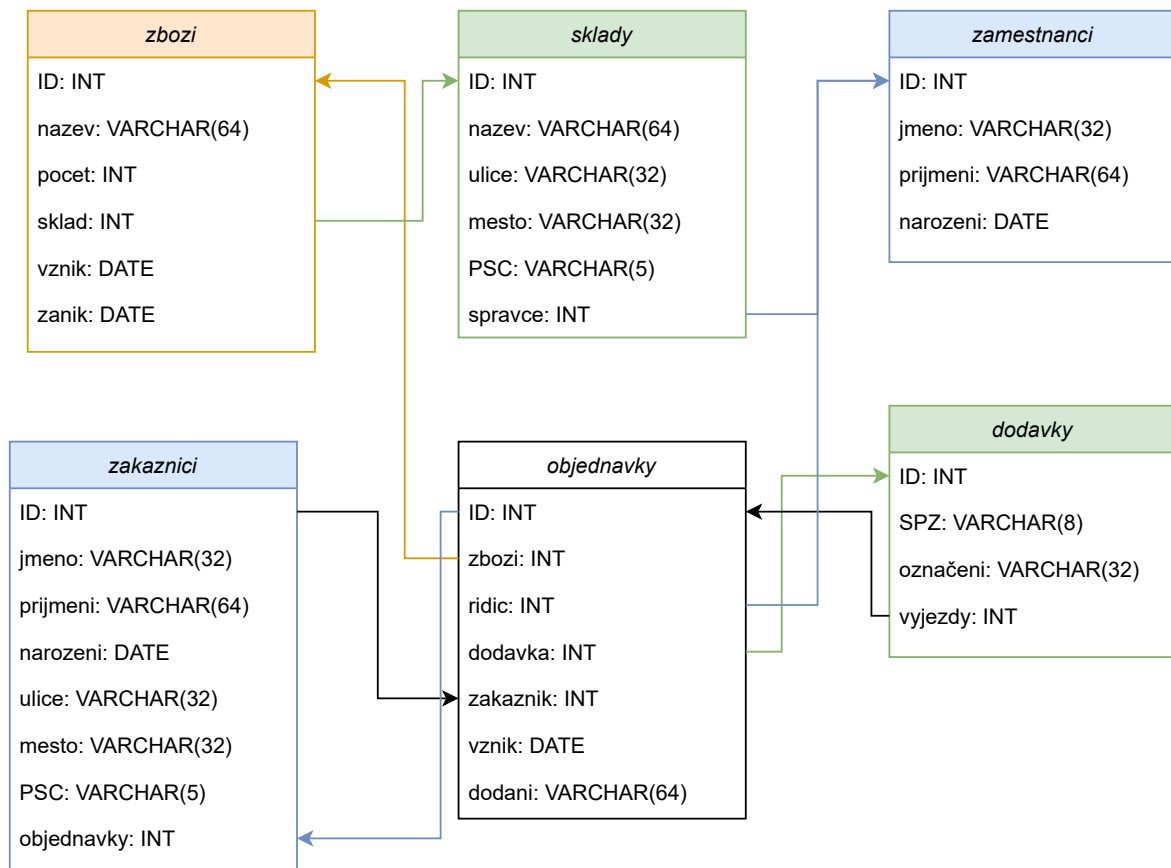 zbozi
ID: INT
nazev: VARCHAR(64)
pocet: INT
sklad: INT
vznik: DATE
zanik: DATE
sklady
ID: INT
nazev: VARCHAR(64)
ulice: VARCHAR(32)
mesto: VARCHAR(32)
PSC: VARCHAR(5)
spravce: INT
zamestnanci
ID: INT
jmeno: VARCHAR(32)
prijmeni: VARCHAR(64)
narozeni: DATE
zakaznici
ID: INT
jmeno: VARCHAR(32)
prijmeni: VARCHAR(64)
narozeni: DATE
ulice: VARCHAR(32)
mesto: VARCHAR(32)
PSC: VARCHAR(5)
objednavky: INT
objednavky
ID: INT
zbozi: INT
ridic: INT
dodavka: INT
zakaznik: INT
vznik: DATE
dodani: VARCHAR(64)
dodavky
ID: INT
SPZ: VARCHAR(8)
označeni: VARCHAR(32)
vyjezdy: INT